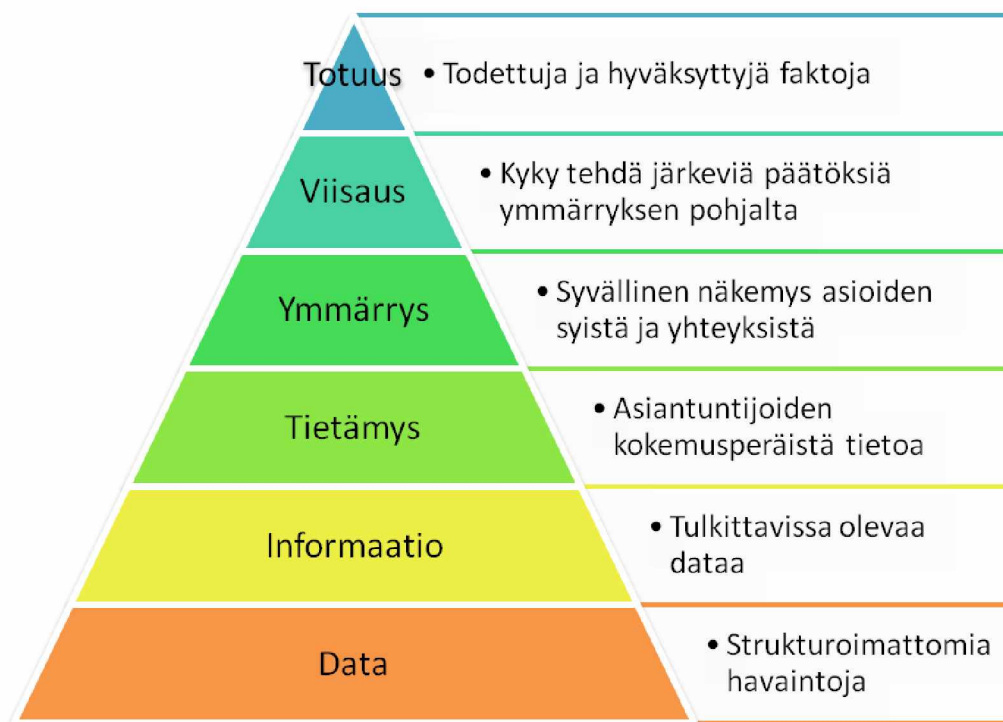 Totuus
• Todettuja ja hyväksyttyjä faktoja
Viisaus
• Kyky tehdä järkeviä päätöksiä
ymmärryksen pohjalta
Ymmärrys
• Syvällinen näkemys asioiden
syistä ja yhteyksistä
Tietämys
• Asiantuntijoiden
kokemusperäistä tietoa
Informaatio
• Tulkittavissa olevaa
dataa
Data
• Strukturoimattomia
havaintoja